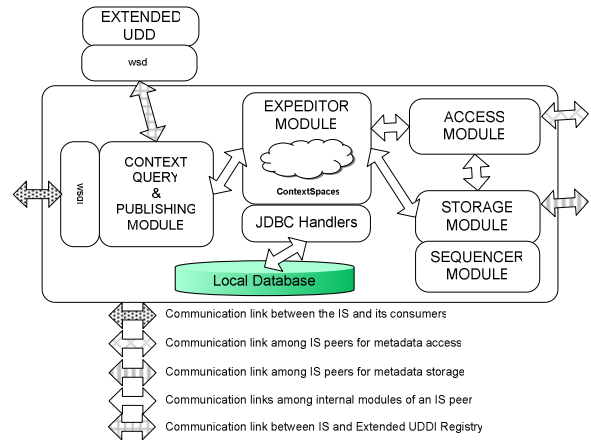 EXTENDED
UDD
wsd
EXPEDITOR
MODULE
ContextSpaces
ACCESS
MODULE
wsdl
CONTEXT
QUERY
&
PUBLISHING
MODULE
JDBC Handlers
STORAGE
MODULE
SEQUENCER
MODULE
Local Database
Communication link between the IS and its consumers
Communication link among IS peers for metadata access
Communication link among IS peers for metadata storage
Communication links among internal modules of an IS peer
Communication link between IS and Extended UDDI Registry